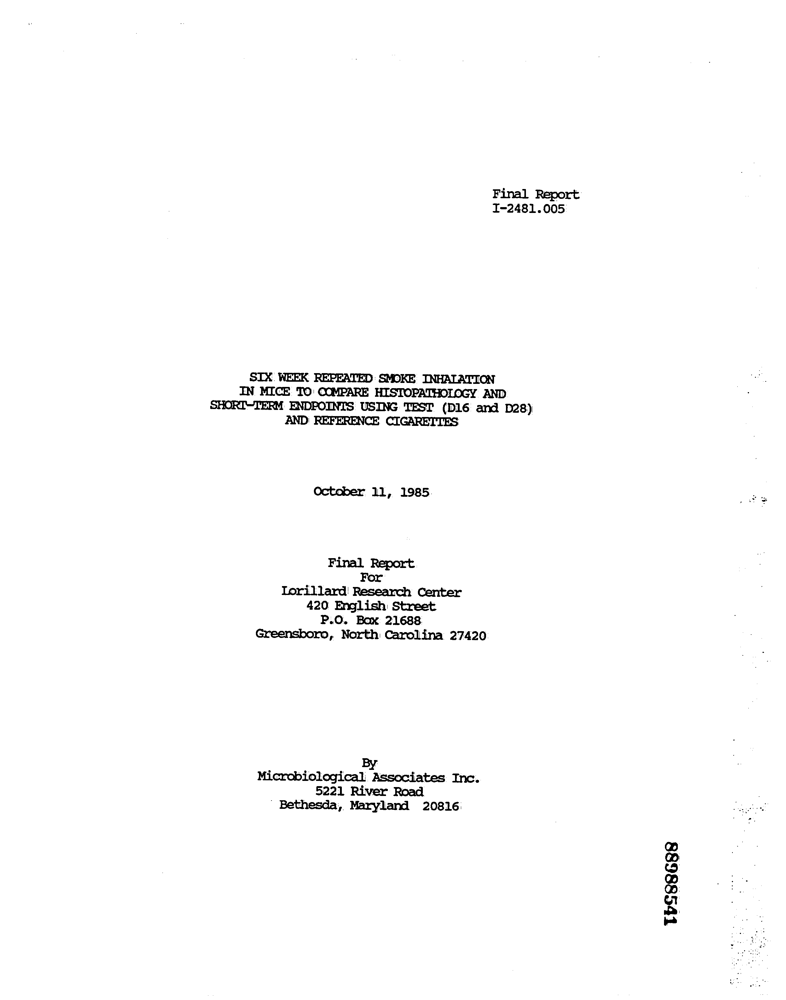 Final Report
I-2481.005
SIX WEEK REPEATED SMOKE INHALATION
IN MICE TO COMPARE HISTOPATHOLOGY AND
SHORT-TERM ENDPOINTS USING TEST (D16 and D28)
AND REFERENCE CIGARETTES
October 11, 1985
Final Report
For
Lorillard Research Center
420 English Street
P.O. Box 21688
Greensboro, North Carolina 27420
By
Microbiological Associates Inc.
5221 River Road
Bethesda, Maryland 20816
88988541